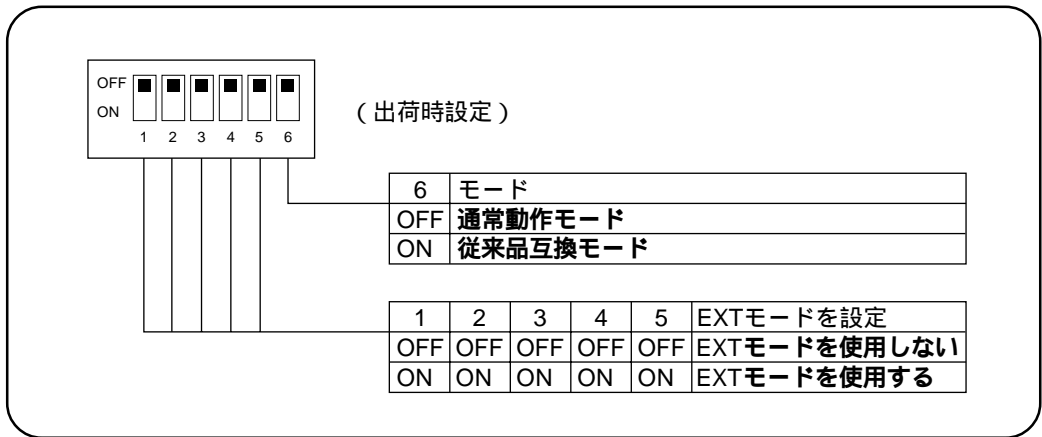 OFF
ON
1 2 3 4 5 6
（出荷時設定）
6 モード
OFF 通常動作モード
ON 従来品互換モード
1 2 3 4 5 EXTモードを設定
OFF OFF OFF OFF OFF EXTモードを使用しない
ON ON ON ON ON EXTモードを使用する